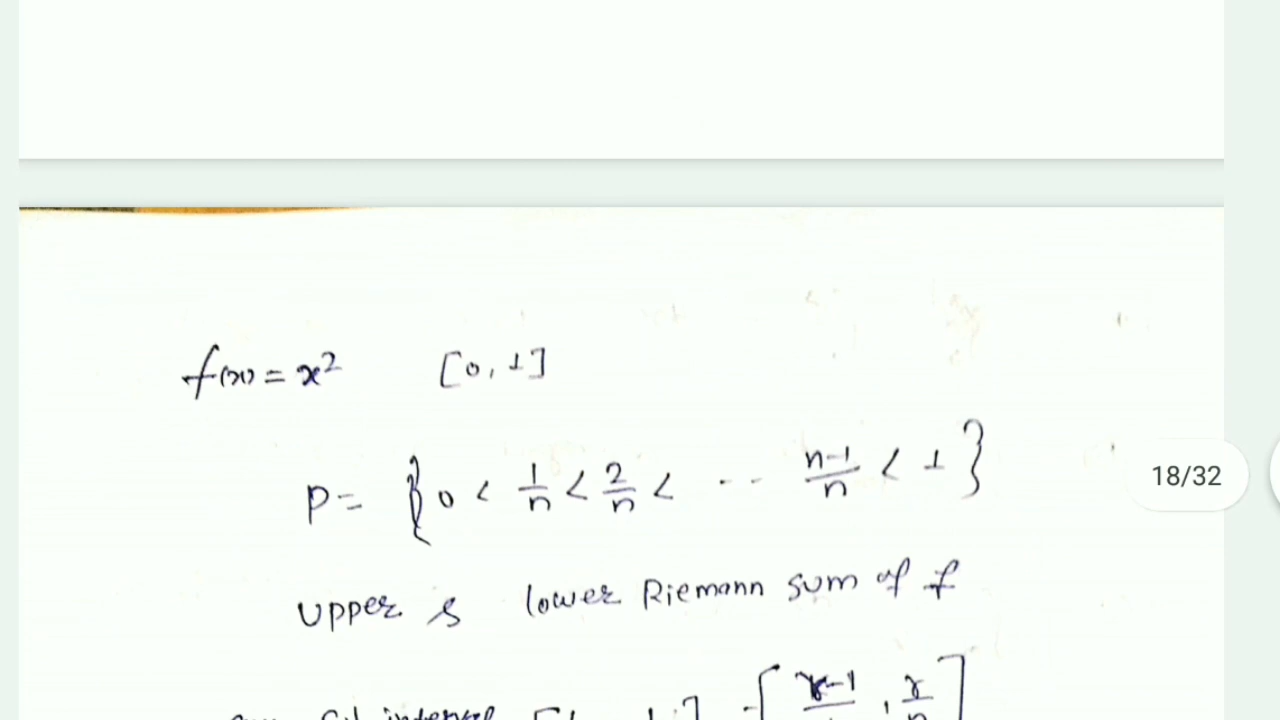 f(x) = x² [0, 1]
P = { 0 < 1/n < 2/n < -- n-1/n < 1 }
18/32
Upper & lower Riemann sum of f
[r-1 , r/n]